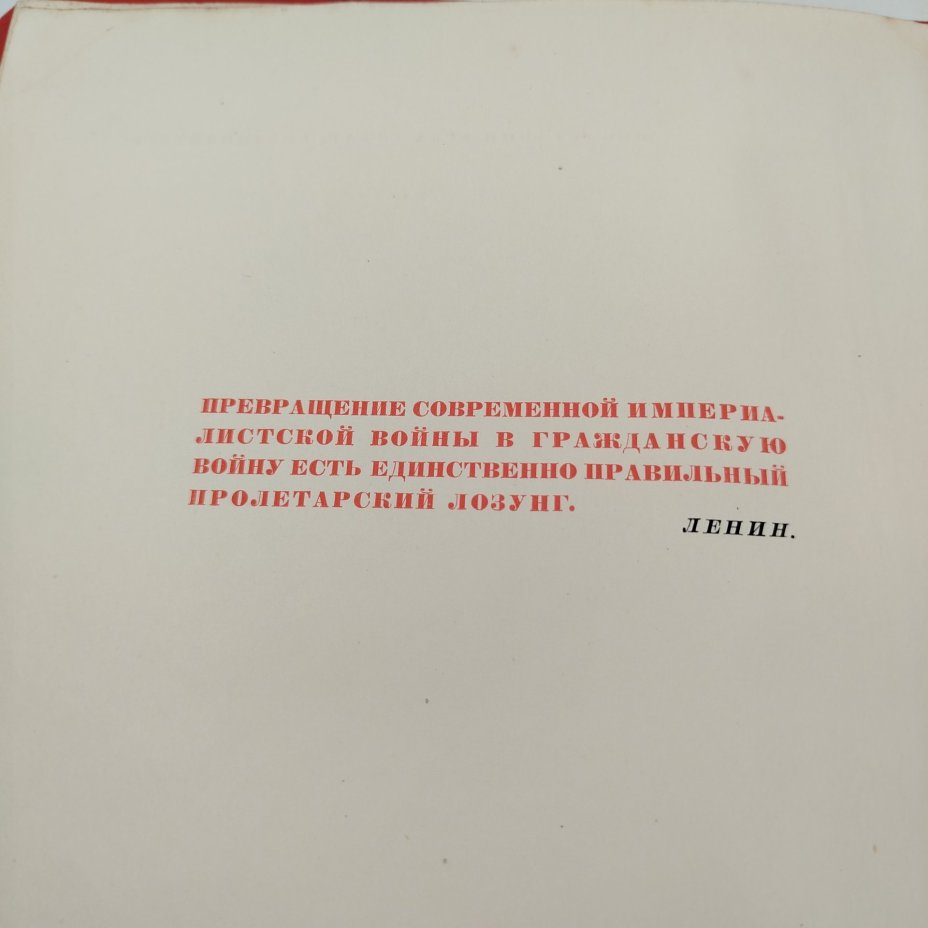 ПРЕВРАЩЕНИЕ СОВРЕМЕННОЙ ИМПЕРИА-
ЛИСТСКОЙ ВОЙНЫ В ГРАЖДАНСКУЮ
ВОЙНУ ЕСТЬ ЕДИНСТВЕННО ПРАВИЛЬНЫЙ
ПРОЛЕТАРСКИЙ ЛОЗУНГ.
ЛЕНИН.